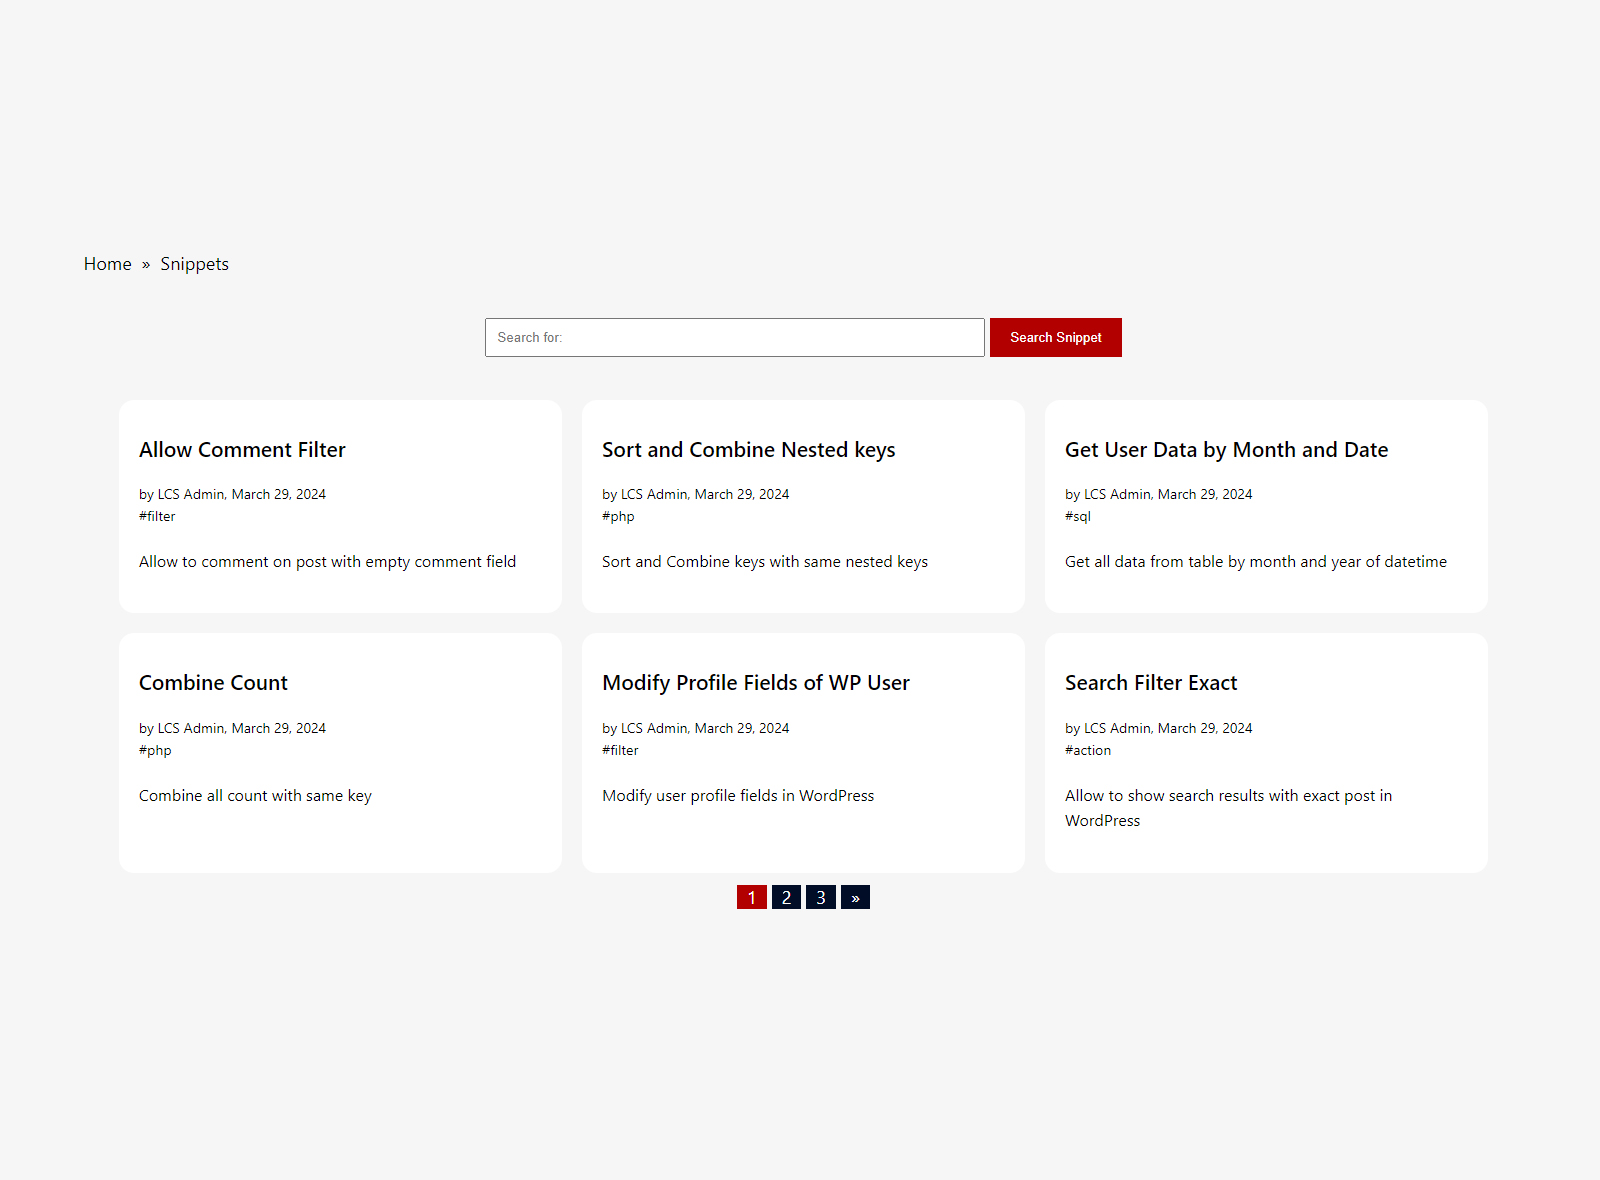 Home » Snippets
Search for:
Search Snippet
Allow Comment Filter
by LCS Admin, March 29, 2024
#filter
Allow to comment on post with empty comment field
Sort and Combine Nested keys
by LCS Admin, March 29, 2024
#php
Sort and Combine keys with same nested keys
Get User Data by Month and Date
by LCS Admin, March 29, 2024
#sql
Get all data from table by month and year of datetime
Combine Count
by LCS Admin, March 29, 2024
#php
Combine all count with same key
Modify Profile Fields of WP User
by LCS Admin, March 29, 2024
#filter
Modify user profile fields in WordPress
Search Filter Exact
by LCS Admin, March 29, 2024
#action
Allow to show search results with exact post in
WordPress
1 2 3 »